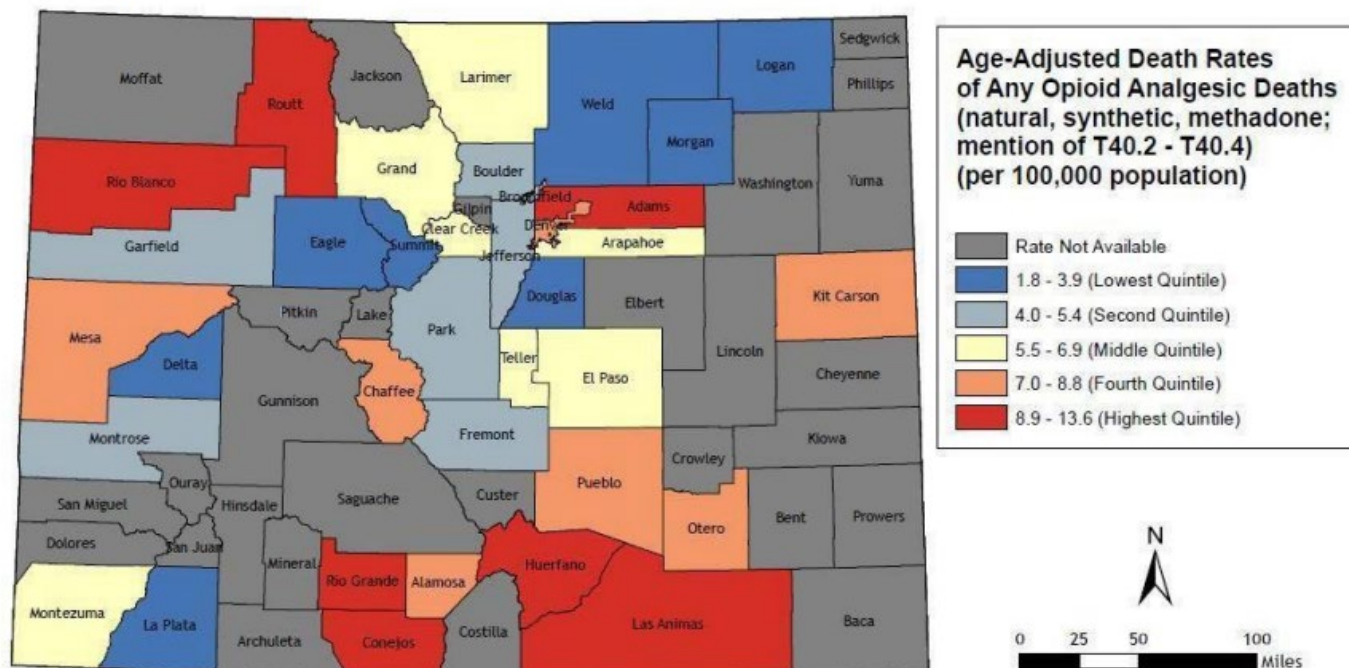 Moffat
Routt
Jackson
Larimer
Weld
Logan
Sedgwick
Phillips
Morgan
Washington
Yuma
Rio Blanco
Grand
Boulder
Broomfield
Gilpin
Adams
Denver
Clear Creek
Arapahoe
Garfield
Eagle
Summit
Jefferson
Douglas
Elbert
Kit Carson
Mesa
Pitkin
Lake
Park
Delta
Teller
El Paso
Lincoln
Cheyenne
Gunnison
Chaffee
Montrose
Fremont
Kiowa
Crowley
Ouray
San Miguel
Hinsdale
Saguache
Custer
Pueblo
Otero
Bent
Prowers
Dolores
San Juan
Mineral
Rio Grande
Alamosa
Huerfano
Montezuma
La Plata
Archuleta
Conejos
Costilla
Las Animas
Baca
Age-Adjusted Death Rates
of Any Opioid Analgesic Deaths
(natural, synthetic, methadone;
mention of T40.2 - T40.4)
(per 100,000 population)
Rate Not Available
1.8 - 3.9 (Lowest Quintile)
4.0 - 5.4 (Second Quintile)
5.5 - 6.9 (Middle Quintile)
7.0 - 8.8 (Fourth Quintile)
8.9 - 13.6 (Highest Quintile)
N
0 25 50 100
Miles